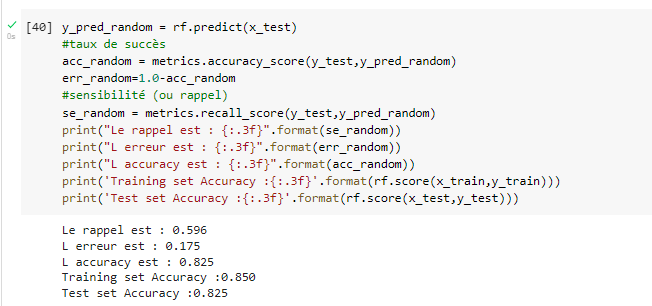 [40] y_pred_random = rf.predict(x_test)
#taux de succès
acc_random = metrics.accuracy_score(y_test,y_pred_random)
err_random=1.0-acc_random
#sensibilité (ou rappel)
se_random = metrics.recall_score(y_test,y_pred_random)
print("Le rappel est : {:.3f}".format(se_random))
print("L erreur est : {:.3f}".format(err_random))
print("L accuracy est : {:.3f}".format(acc_random))
print('Training set Accuracy :{:.3f}'.format(rf.score(x_train,y_train)))
print('Test set Accuracy :{:.3f}'.format(rf.score(x_test,y_test)))
0s
Le rappel est : 0.596
L erreur est : 0.175
L accuracy est : 0.825
Training set Accuracy :0.850
Test set Accuracy :0.825